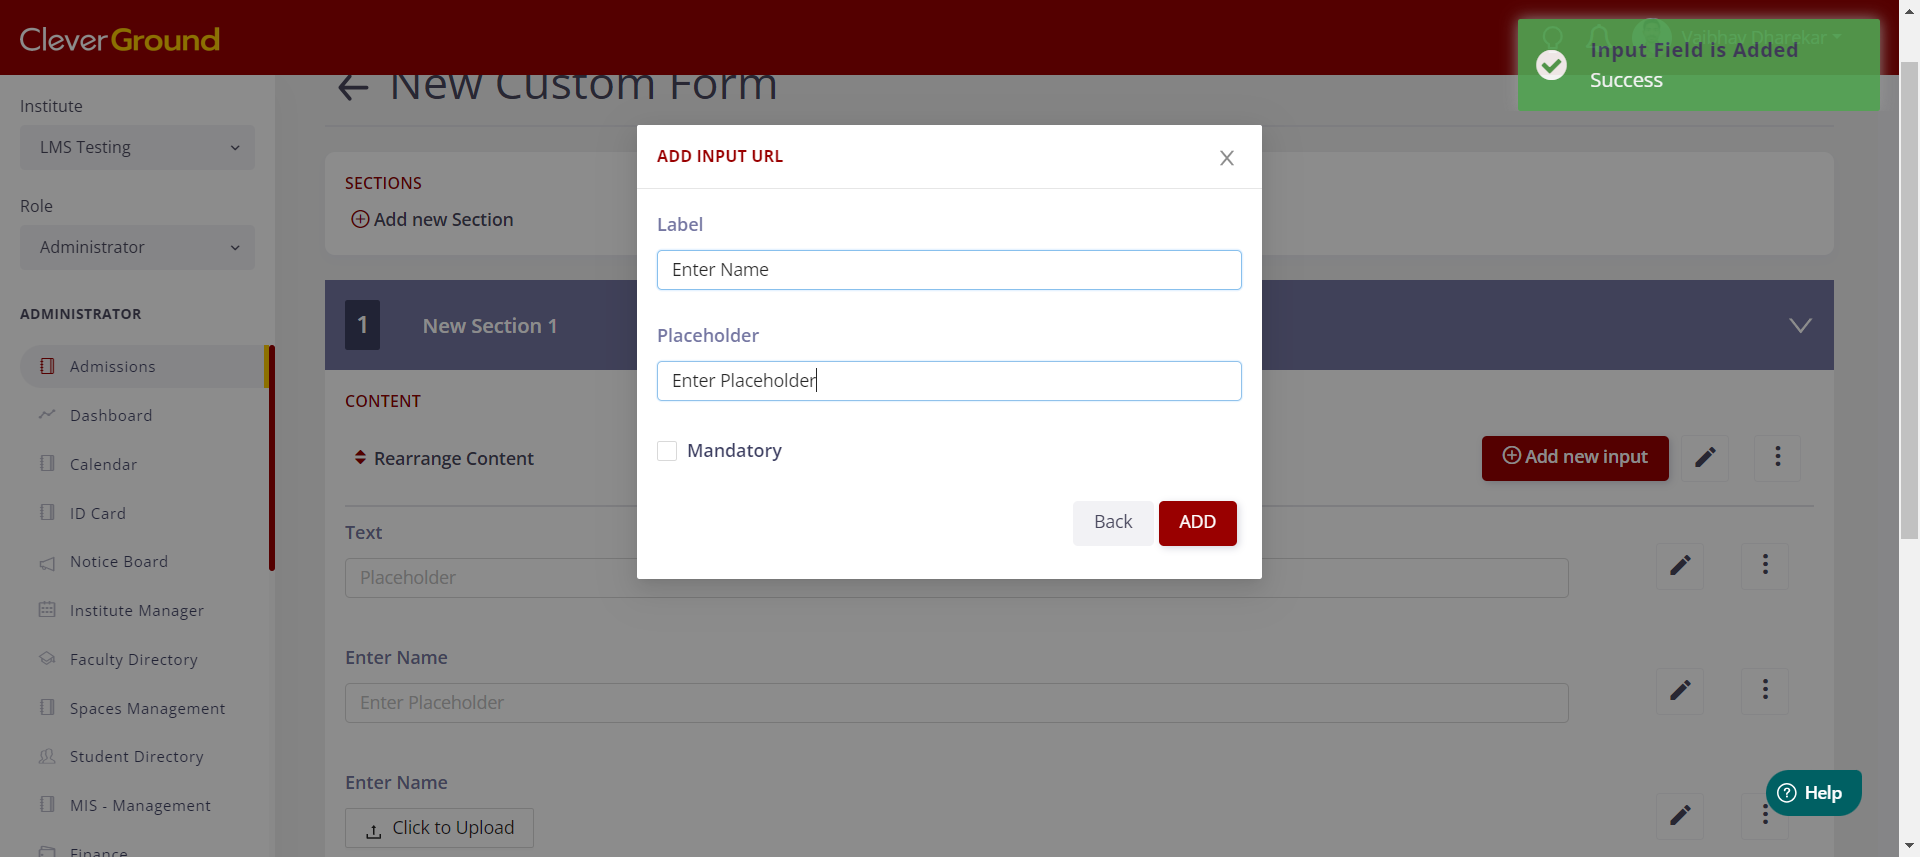 CleverGround
Vaibhav Dharekar
Input Field is Added
Success
Institute
LMS Testing
Role
Administrator
ADMINISTRATOR
Admissions
Dashboard
Calendar
ID Card
Notice Board
Institute Manager
Faculty Directory
Spaces Management
Student Directory
MIS - Management
Finance
New Custom Form
SECTIONS
Add new Section
1
New Section 1
CONTENT
Rearrange Content
Add new input
Text
Placeholder
Enter Name
Enter Placeholder
Enter Name
Click to Upload
ADD INPUT URL
Label
Enter Name
Placeholder
Enter Placeholder
Mandatory
Back
ADD
Help